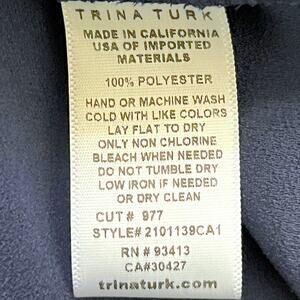 TRINA TURK
MADE IN CALIFORNIA
USA OF IMPORTED
MATERIALS
100% POLYESTER
HAND OR MACHINE WASH
COLD WITH LIKE COLORS
LAY FLAT TO DRY
ONLY NON CHLORINE
BLEACH WHEN NEEDED
DO NOT TUMBLE DRY
LOW IRON IF NEEDED
OR DRY CLEAN
CUT# 977
STYLE# 2101139CA1
RN # 93413
CA#30427
trinaturk.com